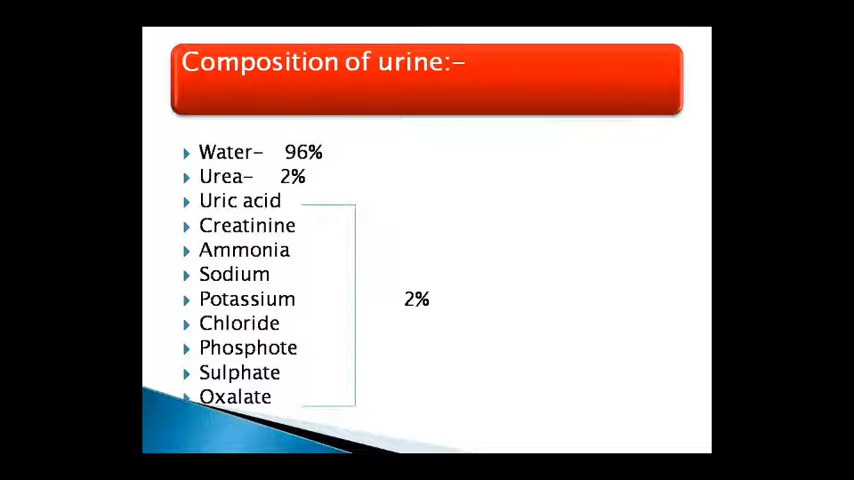 Composition of urine:-
Water- 96%
Urea- 2%
Uric acid
Creatinine
Ammonia
Sodium
Potassium 2%
Chloride
Phosphote
Sulphate
Oxalate